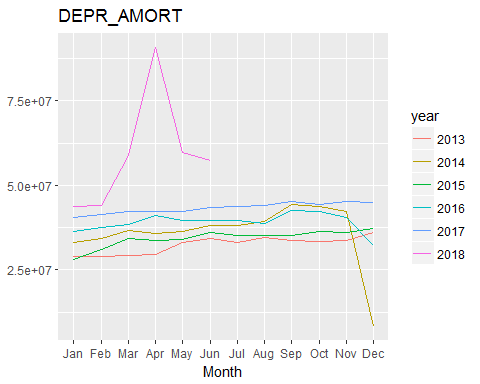 DEPR_AMORT
7.5e+07
5.0e+07
2.5e+07
Jan Feb Mar Apr May Jun Jul Aug Sep Oct Nov Dec
Month
year
2013
2014
2015
2016
2017
2018